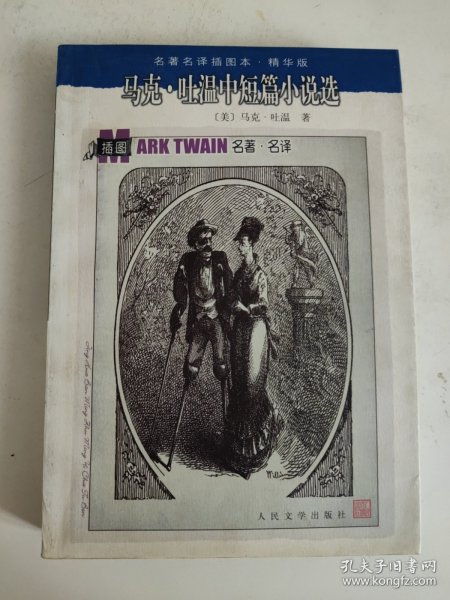 名著名译插图本·精华版
马克·吐温中短篇小说选
〔美〕马克·吐温 著
插图
MARK TWAIN 名著·名译
人民文学出版社
孔夫子旧书网
www.kongfz.com